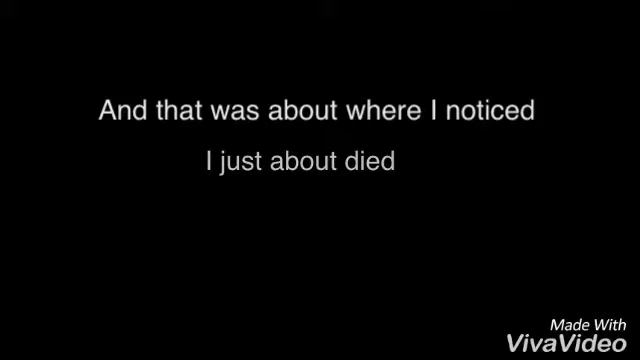 And that was about where I noticed
I just about died
Made With
VivaVideo